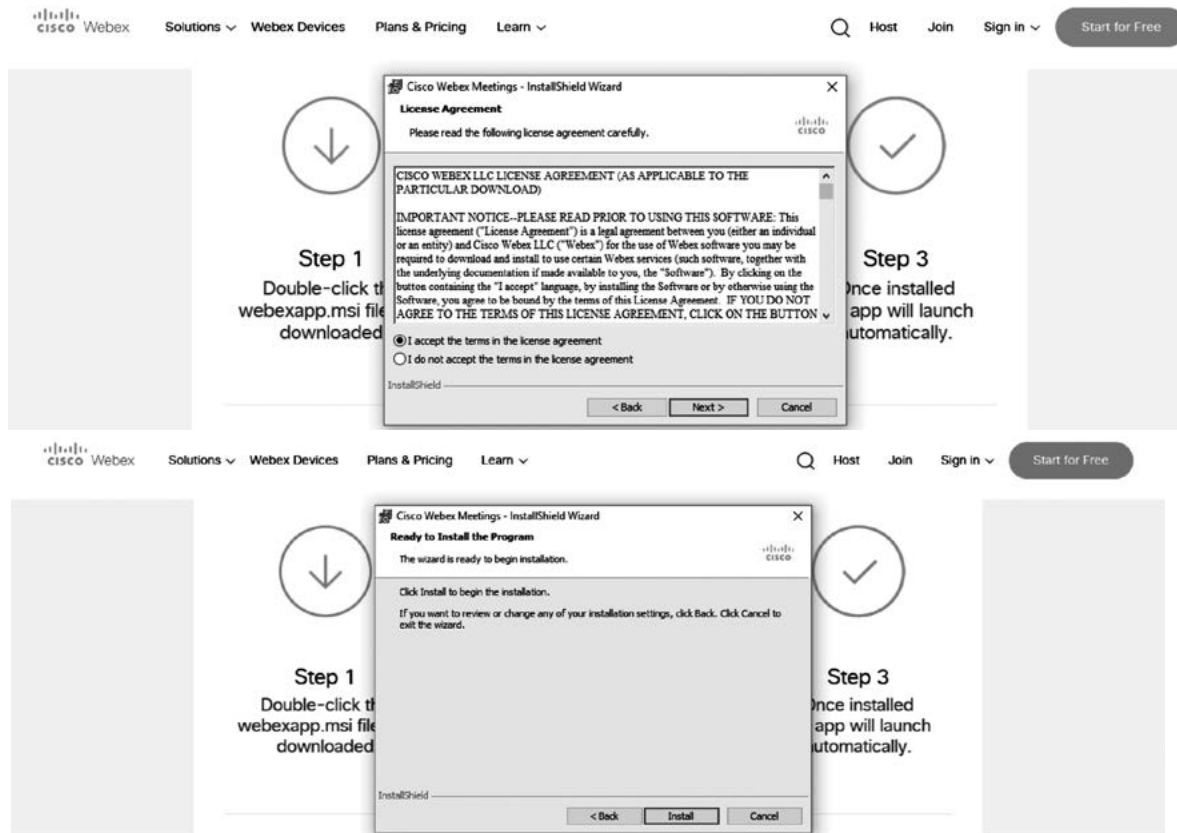 CISCO Webex Solutions Webex Devices Plans & Pricing Learn Host Join Sign in Start for Free
Cisco Webex Meetings - InstallShield Wizard
License Agreement
Please read the following license agreement carefully.
CISCO
CISCO WEBEX LLC LICENSE AGREEMENT (AS APPLICABLE TO THE
PARTICULAR DOWNLOAD)
IMPORTANT NOTICE--PLEASE READ PRIOR TO USING THIS SOFTWARE: This
license agreement ("License Agreement") is a legal agreement between you (either an individual
or an entity) and Cisco Webex LLC ("Webex") for the use of Webex software you may be
required to download and install to use certain Webex services (such software, together with
the underlying documentation if made available to you, the "Software"). By clicking on the
button containing the "I accept" language, by installing the Software or by otherwise using the
Software, you agree to be bound by the terms of this License Agreement. IF YOU DO NOT
AGREE TO THE TERMS OF THIS LICENSE AGREEMENT, CLICK ON THE BUTTON
I accept the terms in the license agreement
I do not accept the terms in the license agreement
InstallShield
< Back Next > Cancel
Step 1
Double-click
webexapp.msi
downloaded
Step 3
installed
app will launch
CISCO Webex Solutions Webex Devices Plans & Pricing Learn Host Join Sign in Start for Free
Cisco Webex Meetings - InstallShield Wizard
Ready to Install the Program
The wizard is ready to begin installation.
CISCO
Click Install to begin the installation.
If you want to review or change any of your installation settings, click Back. Click Cancel to
exit the wizard.
InstallShield
< Back Install Cancel
Step 1
Double-click
webexapp.msi
downloaded
Step 3
installed
app will launch